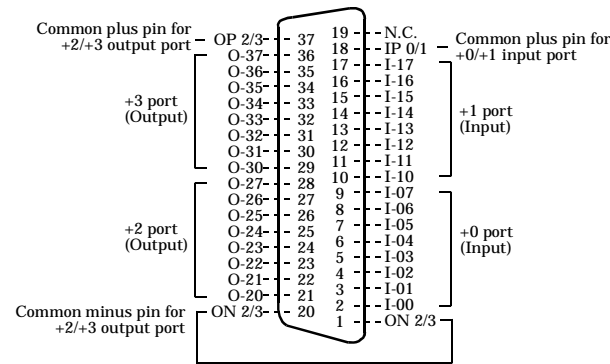 Common plus pin for
+2/+3 output port
OP 2/3 37
O-37 36
O-36 35
O-35 34
O-34 33
O-33 32
O-32 31
O-31 30
O-30 29
O-27 28
O-26 27
O-25 26
O-24 25
O-23 24
O-22 23
O-21 22
O-20 21
ON 2/3 20
+3 port
(Output)
+2 port
(Output)
Common minus pin for
+2/+3 output port
19 N.C.
18 IP 0/1
17 I-17
16 I-16
15 I-15
14 I-14
13 I-13
12 I-12
11 I-11
10 I-10
9 I-07
8 I-06
7 I-05
6 I-04
5 I-03
4 I-02
3 I-01
2 I-00
1 ON 2/3
Common plus pin for
+0/+1 input port
+1 port
(Input)
+0 port
(Input)